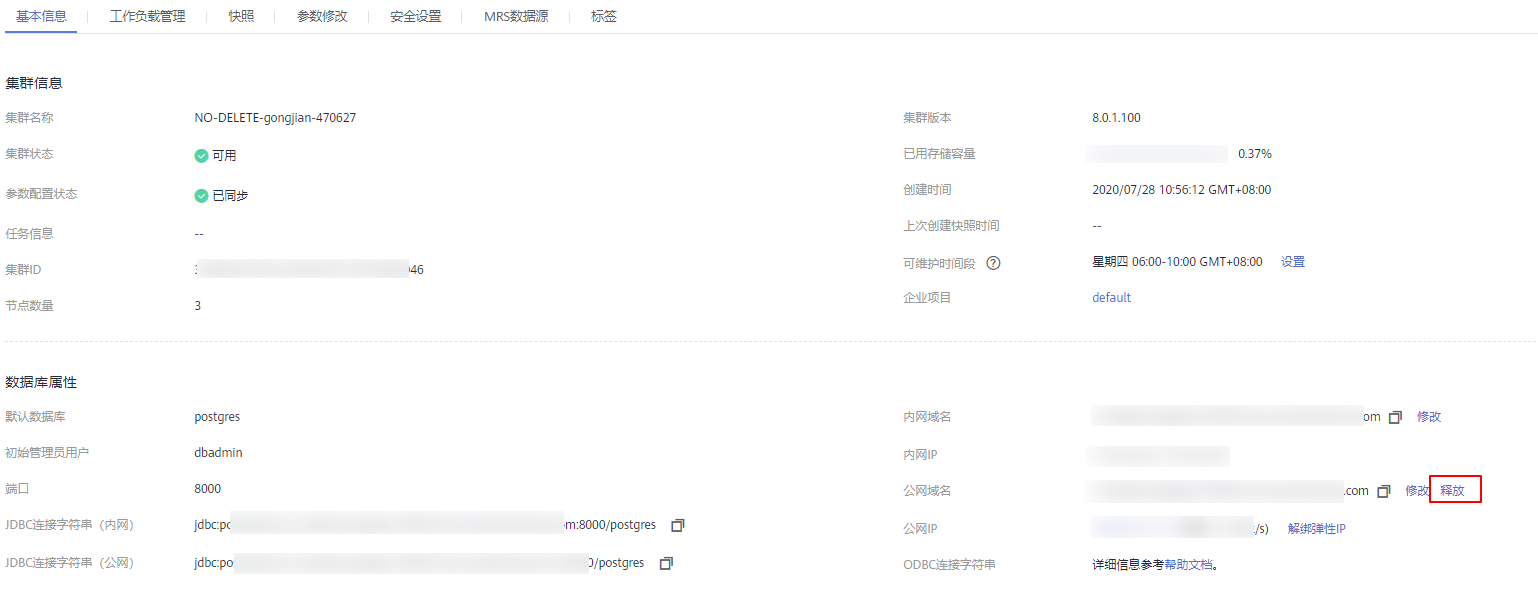 基本信息 工作负载管理 快照 参数修改 安全设置 MRS数据源 标签
集群信息
集群名称 NO-DELETE-gongjian-470627 集群版本 8.0.1.100
集群状态 可用 已用存储容量 0.37%
参数配置状态 已同步 创建时间 2020/07/28 10:56:12 GMT+08:00
任务信息 -- 上次创建快照时间 --
集群ID 46 可维护时间段 ? 星期四 06:00-10:00 GMT+08:00 设置
节点数量 3 企业项目 default
数据库属性
默认数据库 postgres 内网域名 om 修改
初始管理员用户 dbadmin 内网IP
端口 8000 公网域名 .com 修改 释放
JDBC连接字符串（内网） jdbc:po m:8000/postgres 公网IP /s) 解绑弹性IP
JDBC连接字符串（公网） jdbc:po 0/postgres ODBC连接字符串 详细信息参考帮助文档。